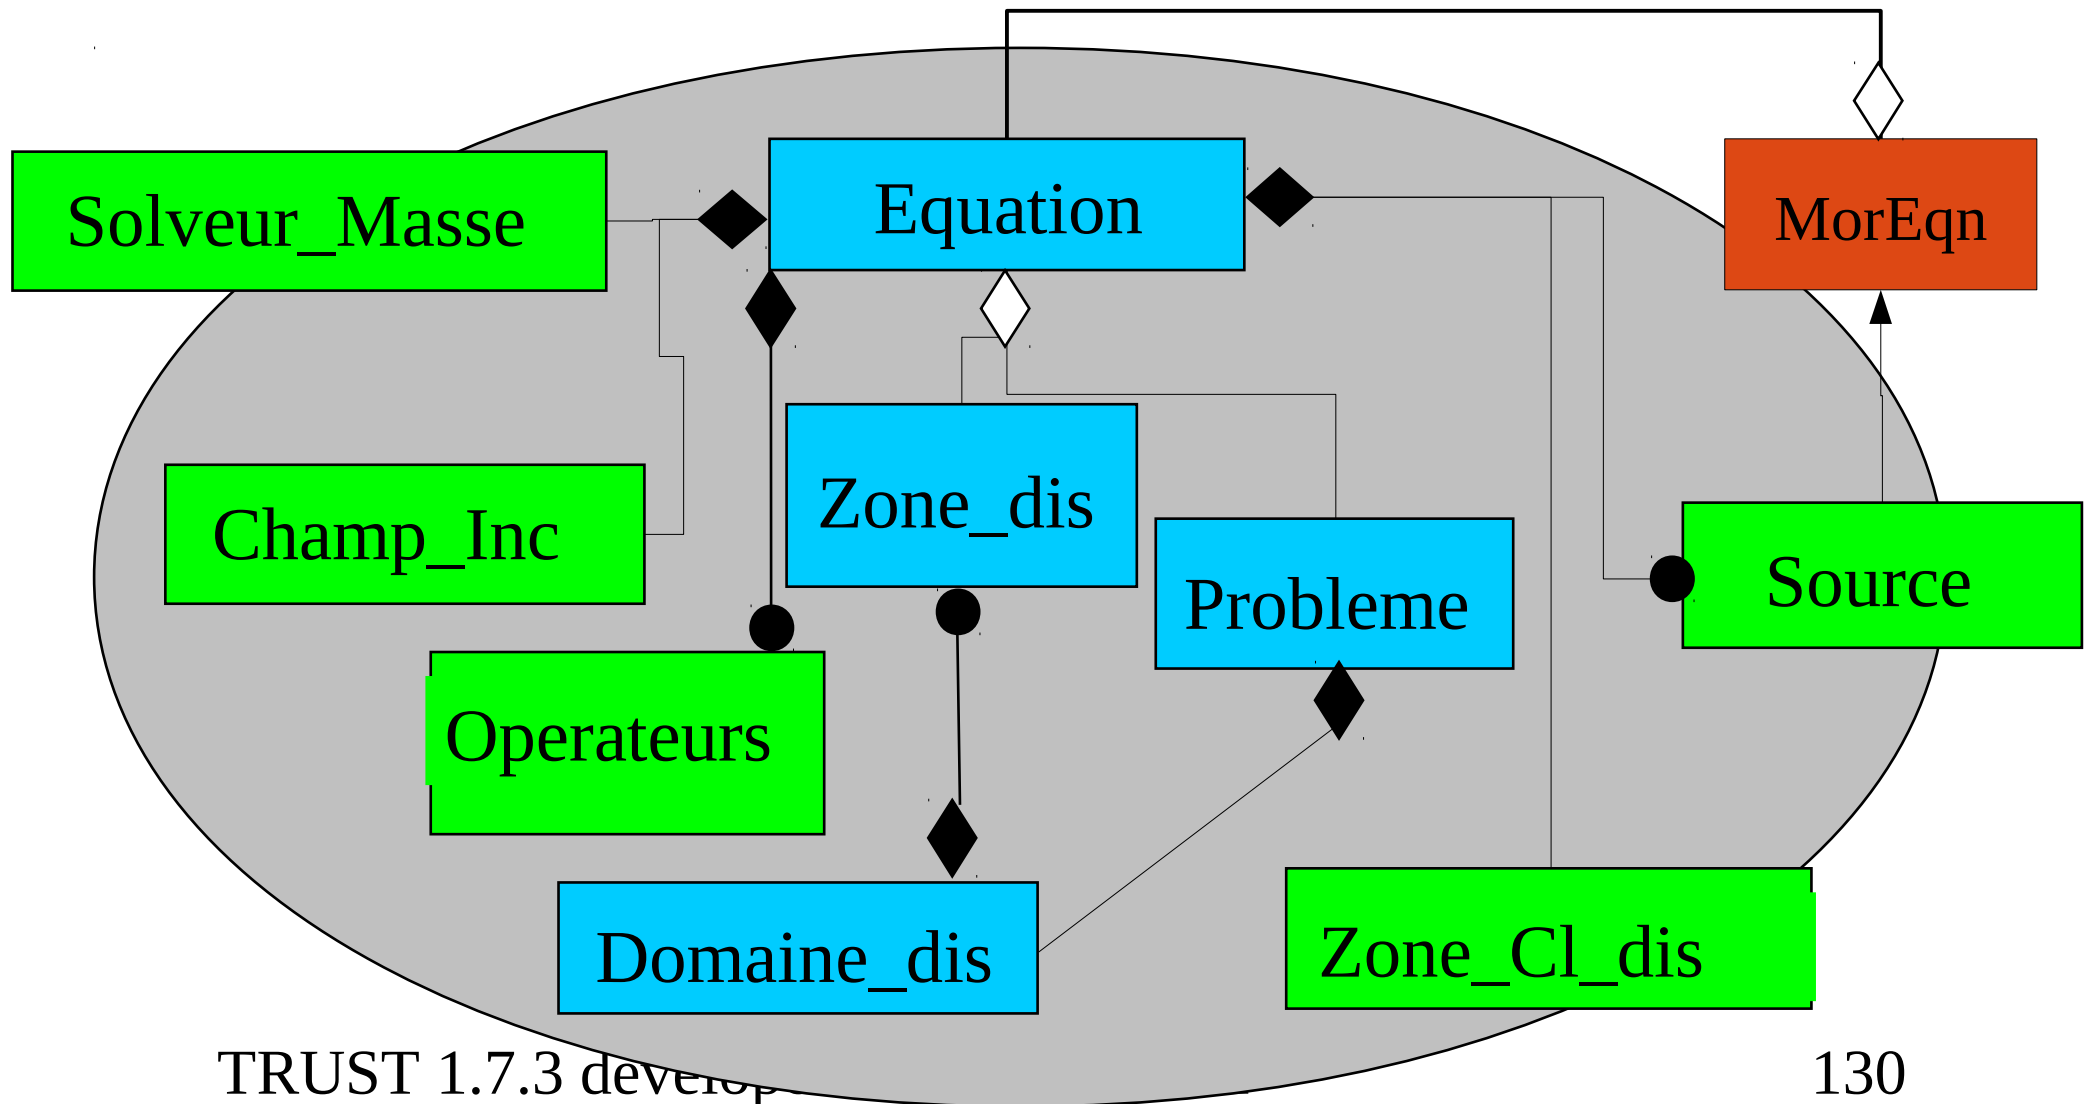 Equation
Solveur_Masse
MorEqn
Zone_dis
Champ_Inc
Probleme
Source
Operateurs
Domaine_dis
Zone_Cl_dis
TRUST 1.7.3
130